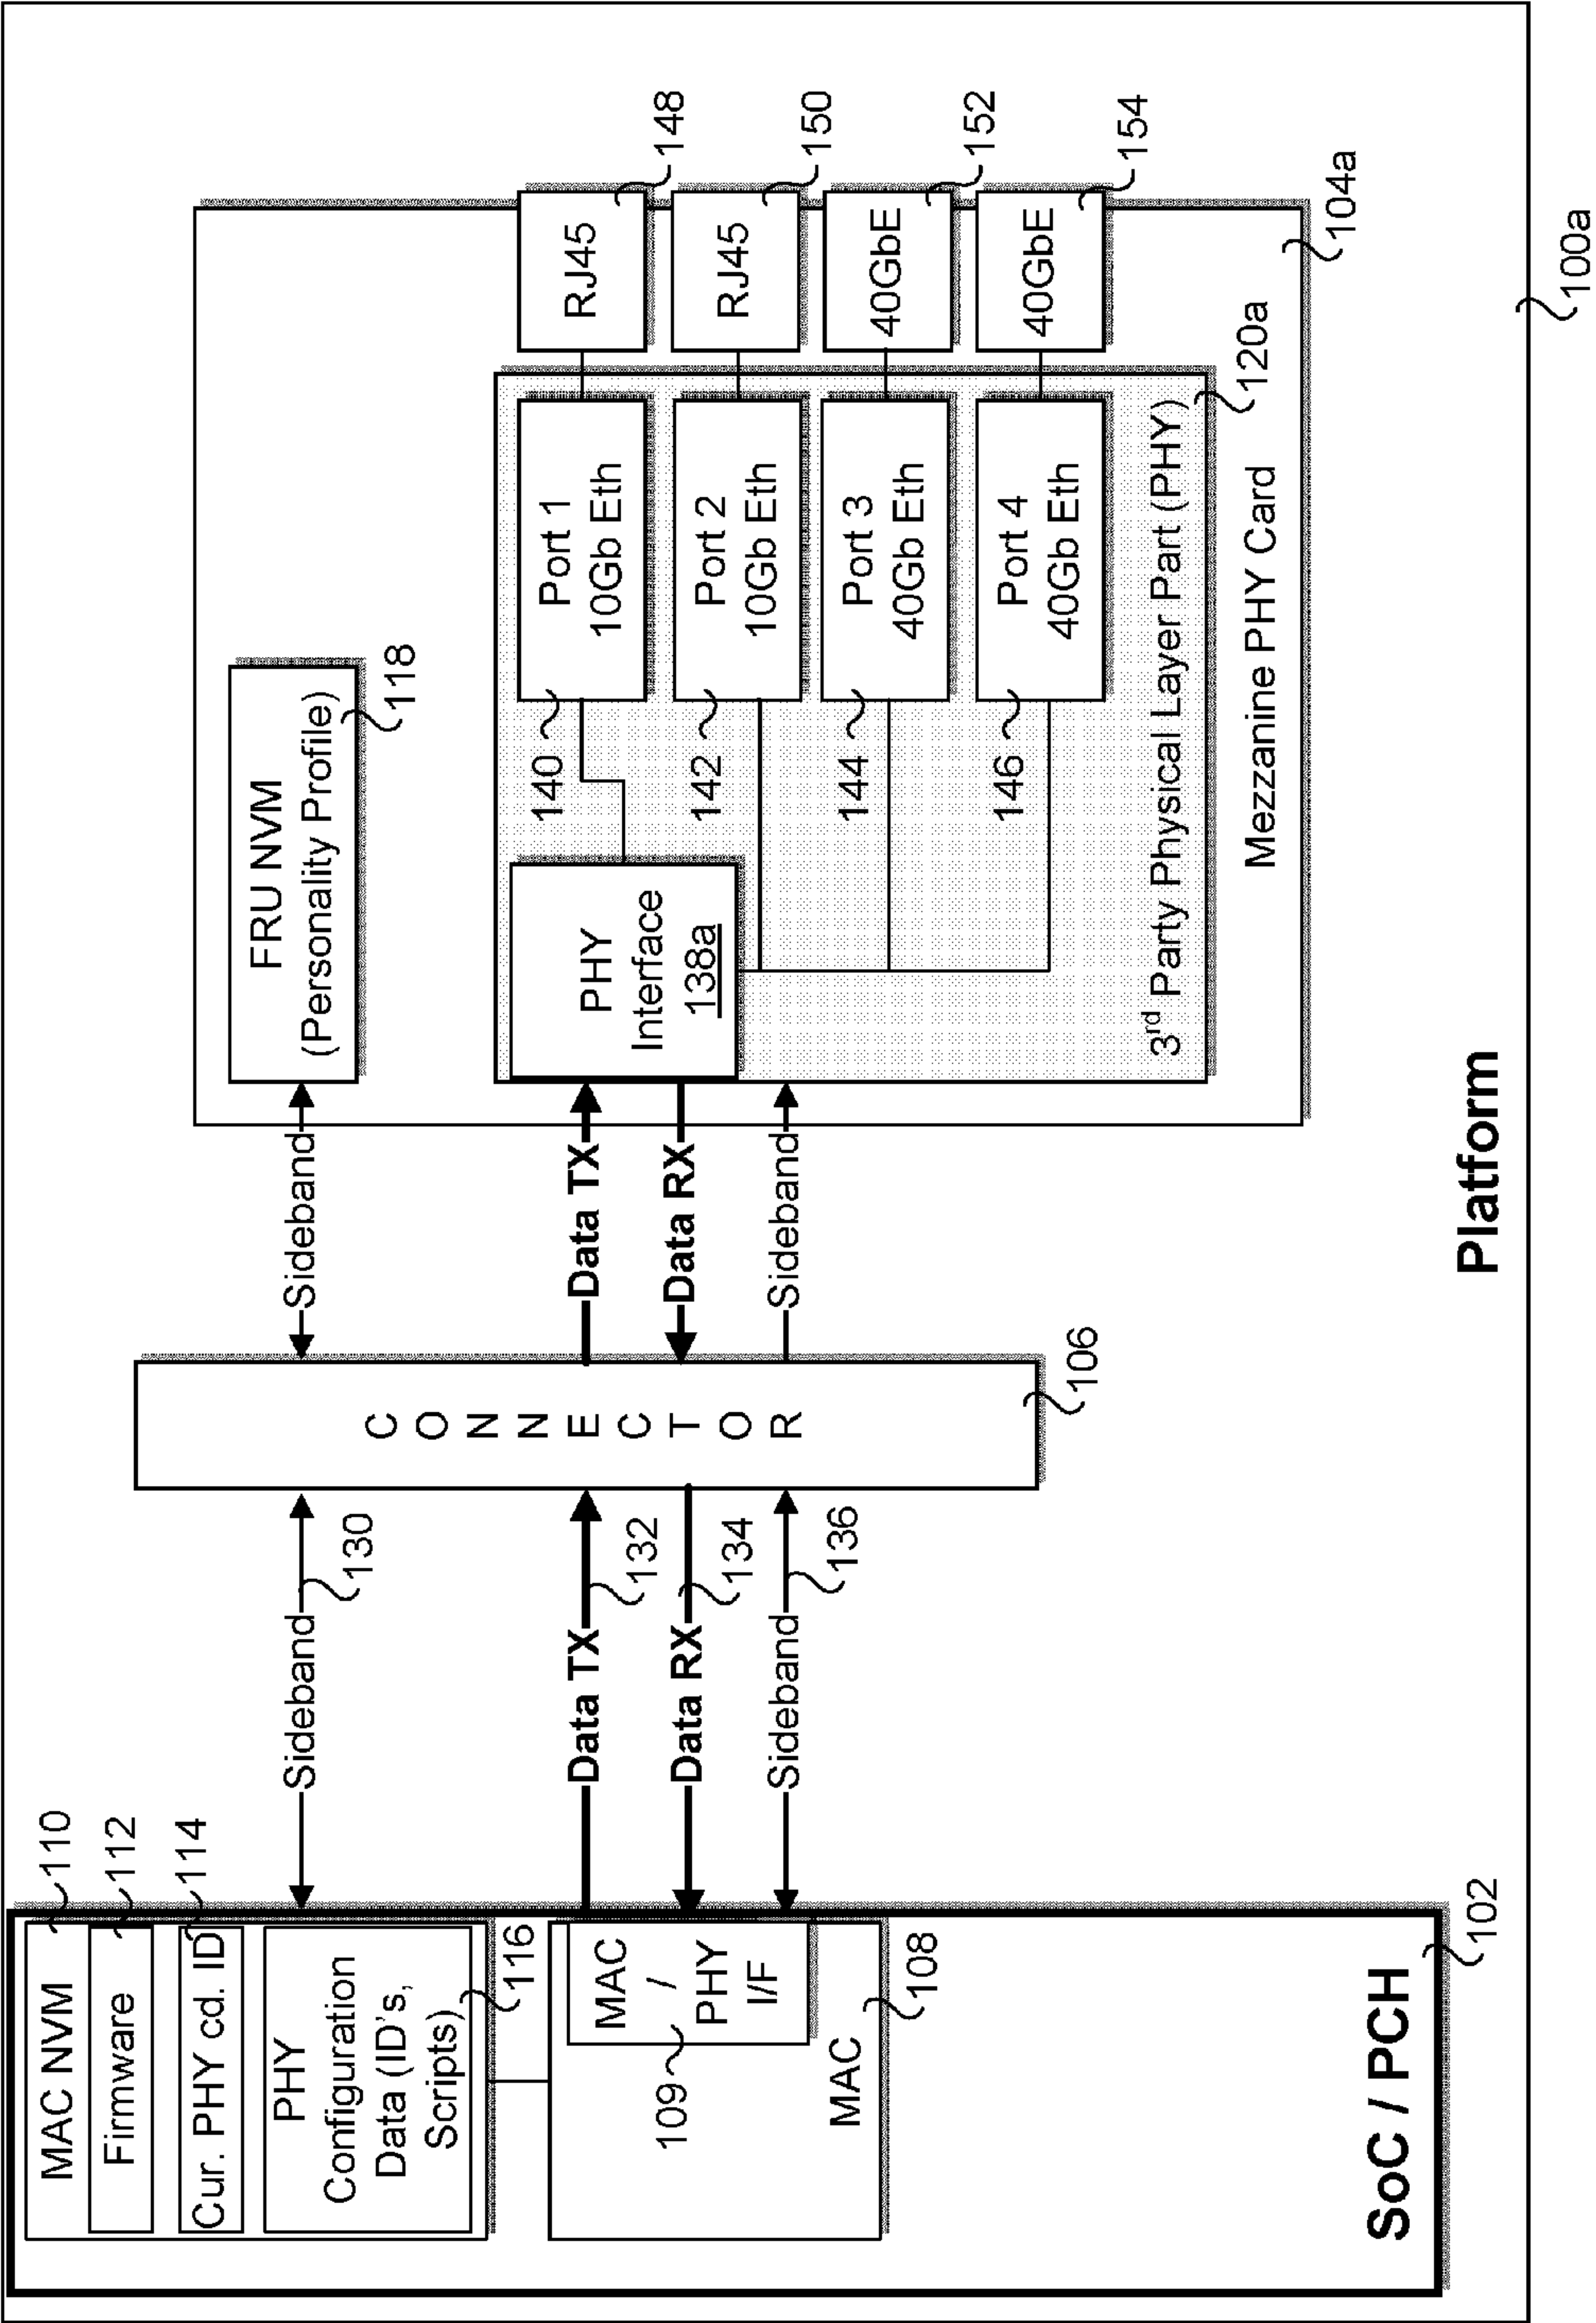 MAC NVM
110
Firmware
112
Cur. PHY cd. ID
114
PHY
Configuration
Data (ID's,
Scripts)
116
MAC
/
PHY
I/F
109
MAC
108
SoC / PCH
102
Sideband
130
Data TX
132
Data RX
134
Sideband
136
CONNECTOR
106
Sideband
Data TX
Data RX
Sideband
FRU NVM
(Personality Profile)
118
PHY
Interface
138a
140
142
144
146
Port 1
10Gb Eth
Port 2
10Gb Eth
Port 3
40Gb Eth
Port 4
40Gb Eth
3rd Party Physical Layer Part (PHY)
120a
RJ45
148
RJ45
150
40GbE
152
40GbE
154
Mezzanine PHY Card
104a
Platform
100a